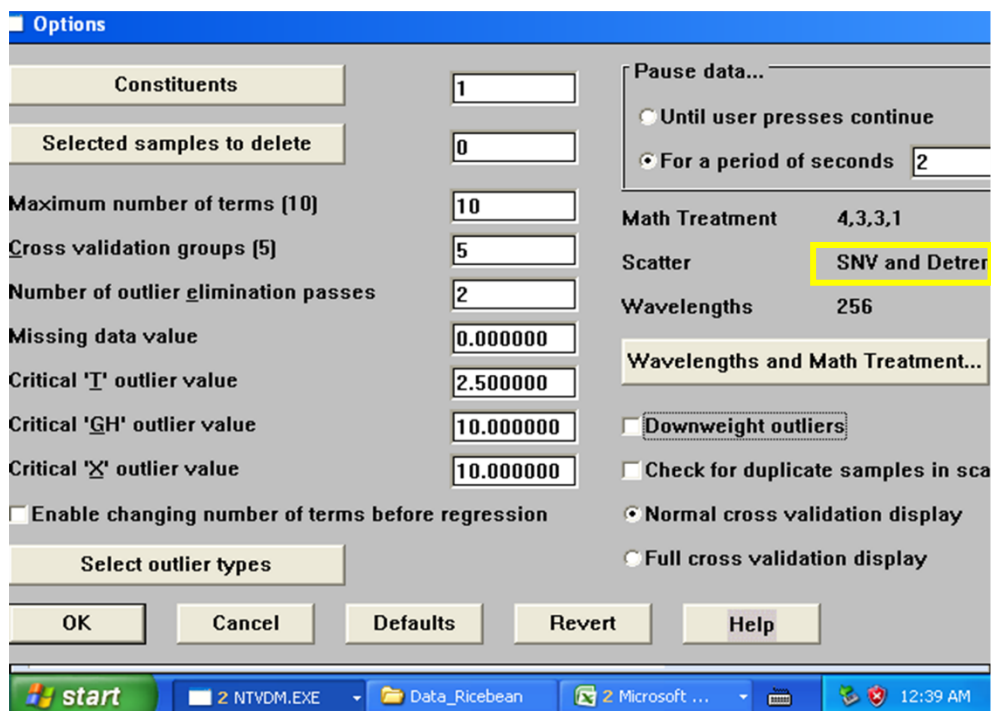 Options
Constituents 1
Selected samples to delete 0
Maximum number of terms (10) 10
Cross validation groups (5) 5
Number of outlier elimination passes 2
Missing data value 0.000000
Critical 'T' outlier value 2.500000
Critical 'GH' outlier value 10.000000
Critical 'X' outlier value 10.000000
Enable changing number of terms before regression
Select outlier types
Pause data...
Until user presses continue
For a period of seconds 2
Math Treatment 4,3,3,1
Scatter SNV and Detrer
Wavelengths 256
Wavelengths and Math Treatment...
Downweight outliers
Check for duplicate samples in sca
Normal cross validation display
Full cross validation display
OK Cancel Defaults Revert Help
start 2 NTVDM.EXE Data_Ricebean 2 Microsoft ... 12:39 AM